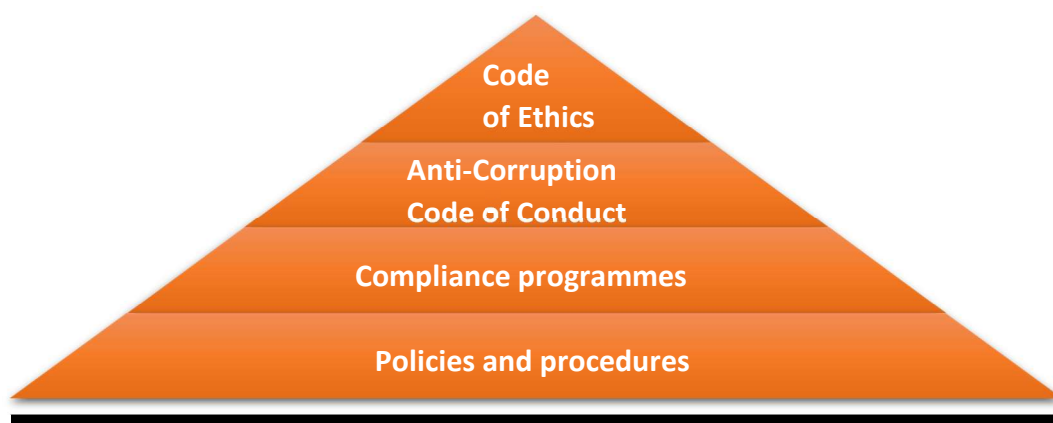 Code
of Ethics
Anti-Corruption
Code of Conduct
Compliance programmes
Policies and procedures